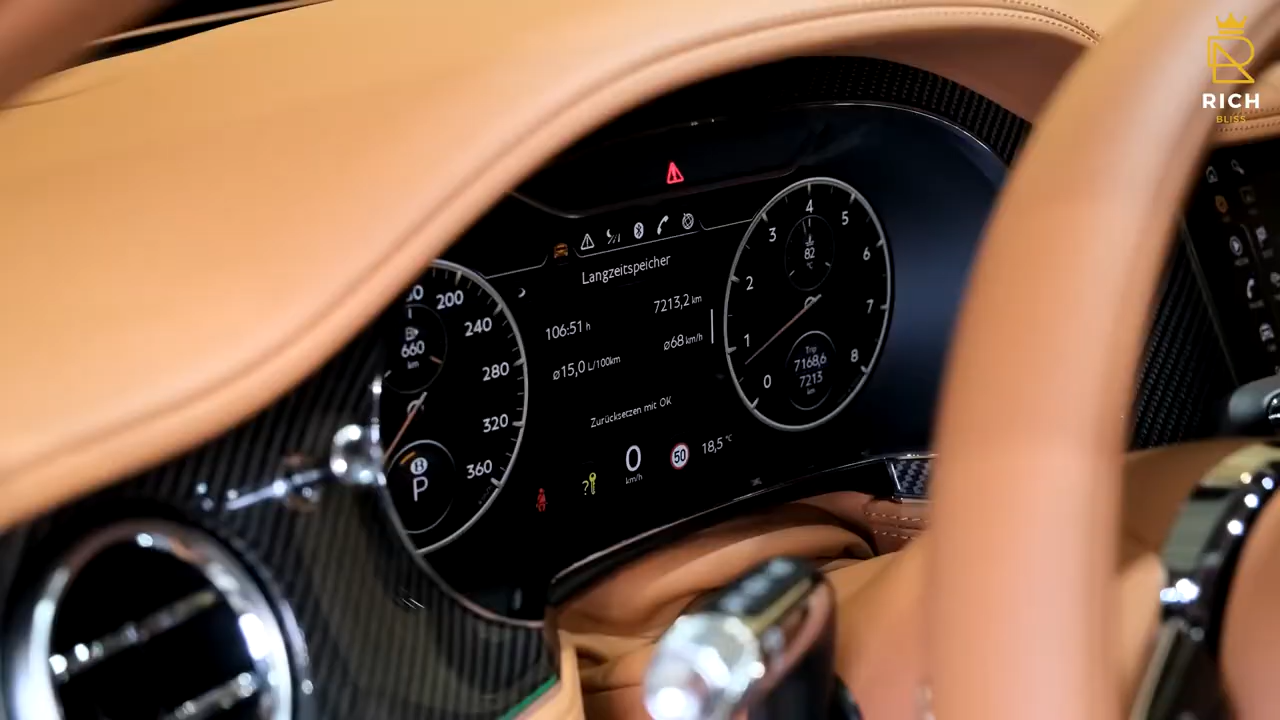 RICH
BLISS
Langzeitspeicher
7213,2 km
106:51 h
ø68 km/h
ø15,0 L/100km
Zurücksetzen mit OK
0
km/h
50
18,5 °C
200
240
280
320
360
660
km
B
P
0
1
2
3
4
5
6
7
8
82
°C
Trip
7168,6
7213
km
?